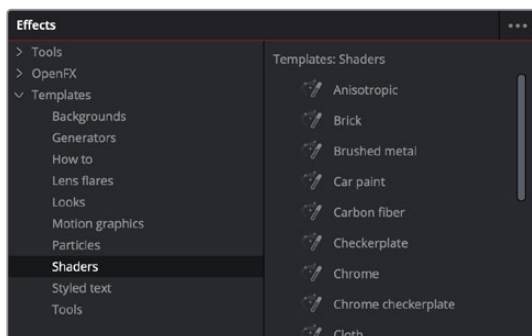 Effects
Tools
OpenFX
Templates
Backgrounds
Generators
How to
Lens flares
Looks
Motion graphics
Particles
Shaders
Styled text
Tools
Templates: Shaders
Anisotropic
Brick
Brushed metal
Car paint
Carbon fiber
Checkerplate
Chrome
Chrome checkerplate
Cloth